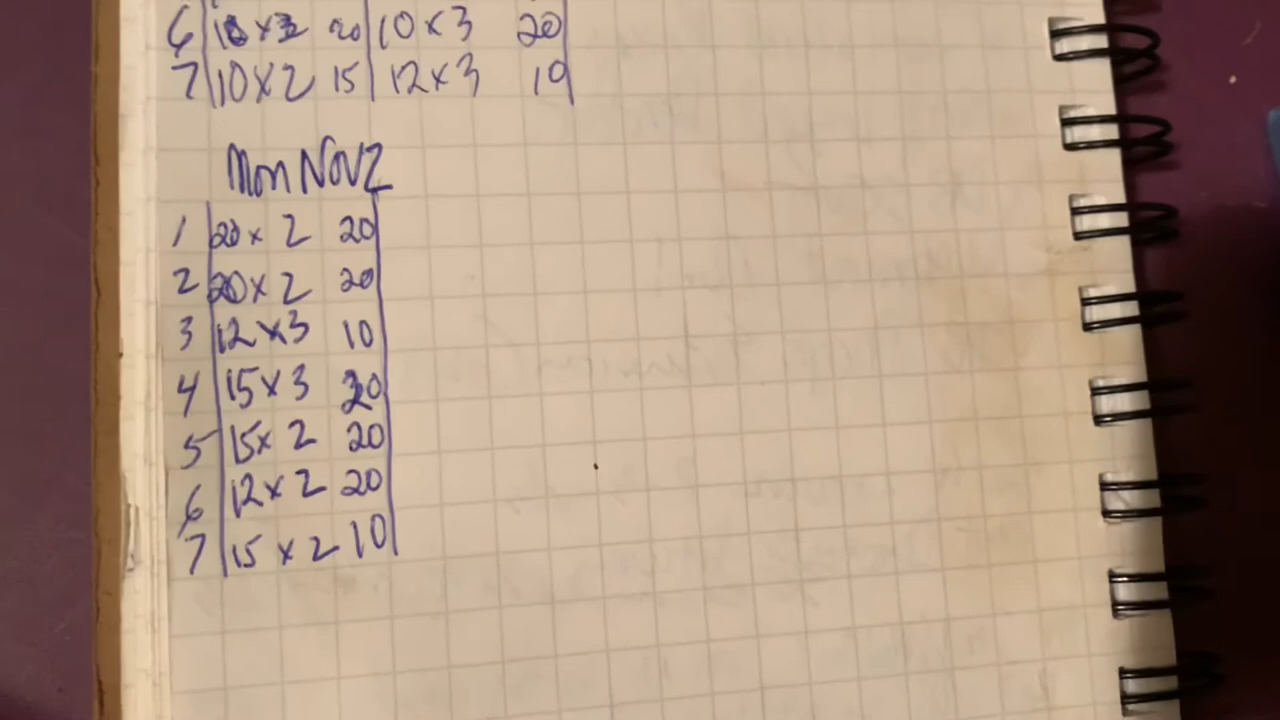 6 10 x 3 20 10 x 3 20
7 10 x 2 15 12 x 3 10
Mon Nov 2
1 20 x 2 20
2 20 x 2 20
3 12 x 3 10
4 15 x 3 20
5 15 x 2 20
6 12 x 2 20
7 15 x 2 10